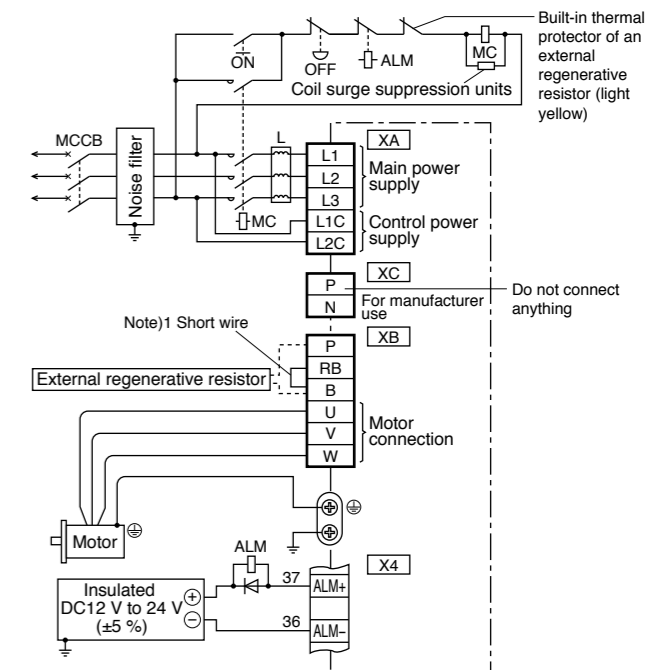 Built-in thermal
protector of an
external
regenerative
resistor (light
yellow)
ON
OFF
ALM
MC
Coil surge suppression units
MCCB
Noise filter
L
MC
XA
L1
L2
L3
Main power
supply
L1C
L2C
Control power
supply
XC
P
N
For manufacturer
use
Do not connect
anything
Note)1 Short wire
XB
P
RB
B
External regenerative resistor
U
V
W
Motor
connection
Motor
ALM
X4
Insulated
DC12 V to 24 V
(±5 %)
+
−
37
ALM+
36
ALM−